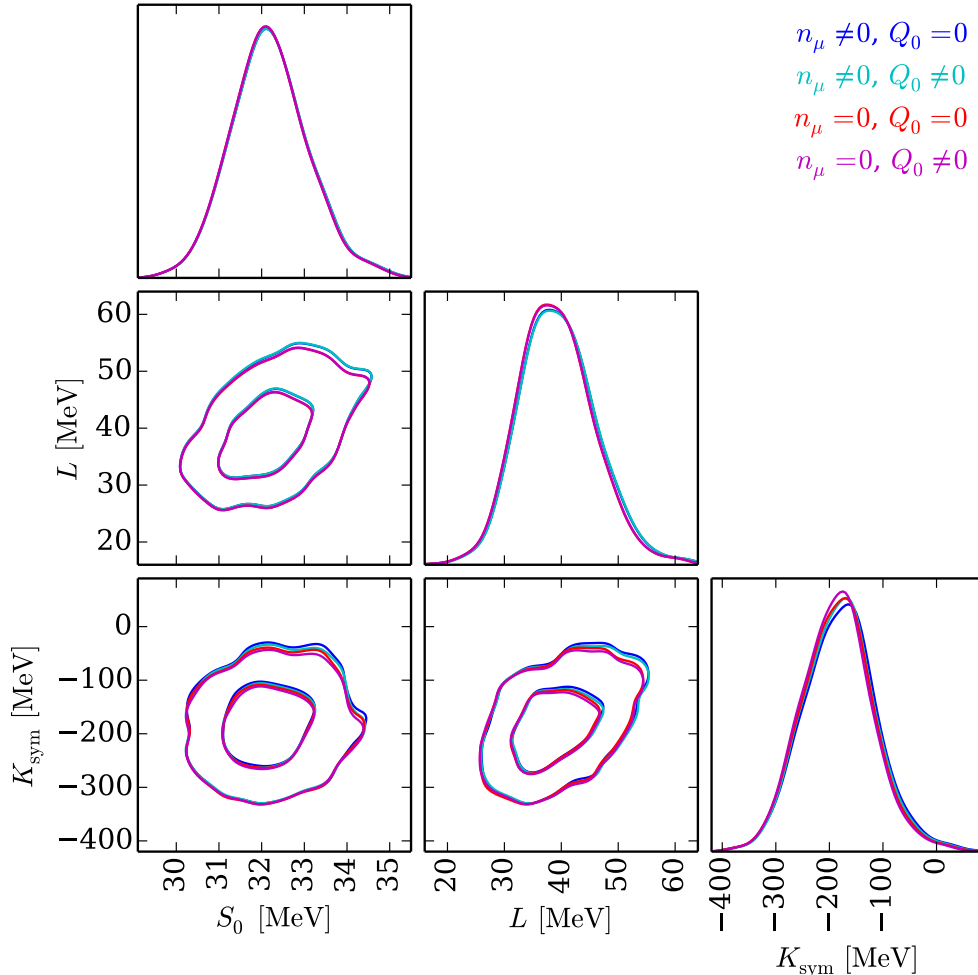 n_μ ≠0, Q_0 =0
n_μ ≠0, Q_0 ≠0
n_μ =0, Q_0 =0
n_μ =0, Q_0 ≠0
60
50
40
30
20
L [MeV]
0
−100
−200
−300
−400
K_sym [MeV]
30 31 32 33 34 35
S_0 [MeV]
20 30 40 50 60
L [MeV]
−400 −300 −200 −100 0
K_sym [MeV]